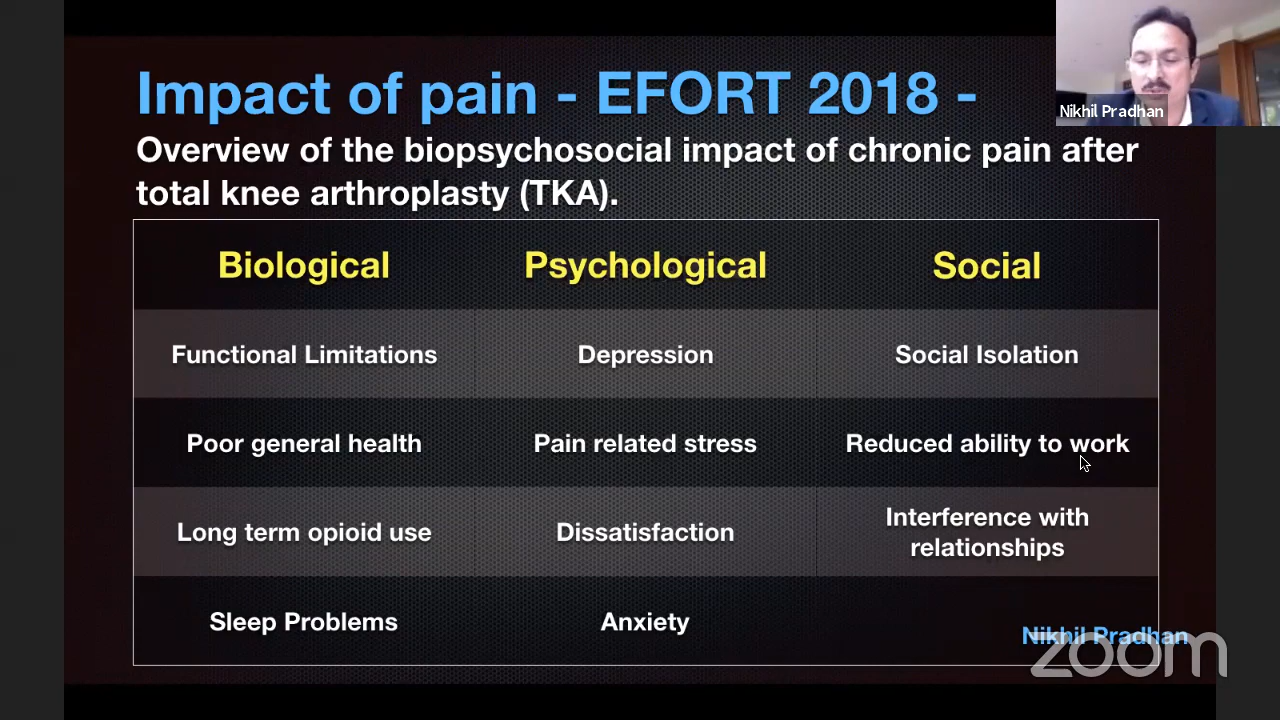 Impact of pain - EFORT 2018 -
Nikhil Pradhan
Overview of the biopsychosocial impact of chronic pain after
total knee arthroplasty (TKA).
Biological Psychological Social
Functional Limitations Depression Social Isolation
Poor general health Pain related stress Reduced ability to work
Long term opioid use Dissatisfaction Interference with
relationships
Sleep Problems Anxiety
Nikhil Pradhan
zoom